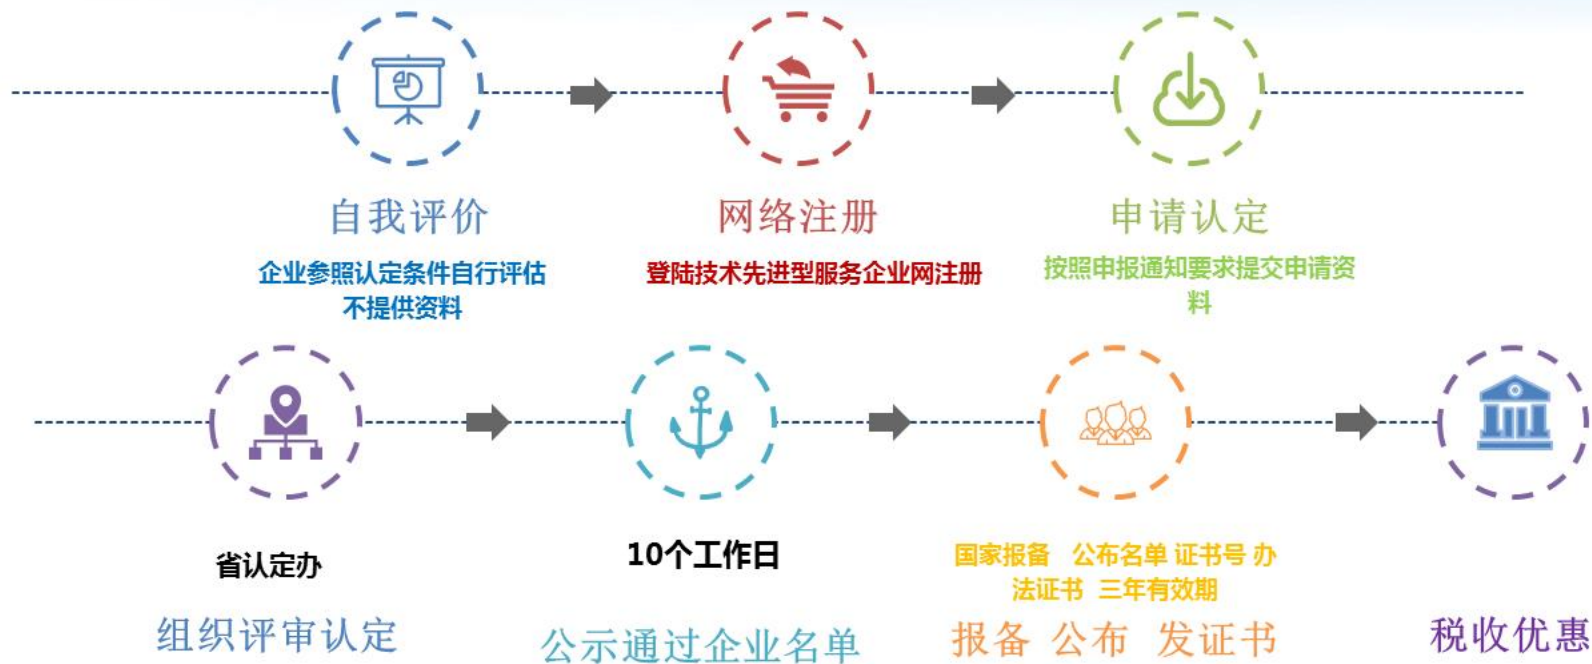 自我评价
网络注册
申请认定
企业参照认定条件自行评估
不提供资料
登陆技术先进型服务企业网注册
按照申报通知要求提交申请资
料
省认定办
10个工作日
国家报备 公布名单 证书号 办
法证书 三年有效期
组织评审认定
公示通过企业名单
报备 公布 发证书
税收优惠